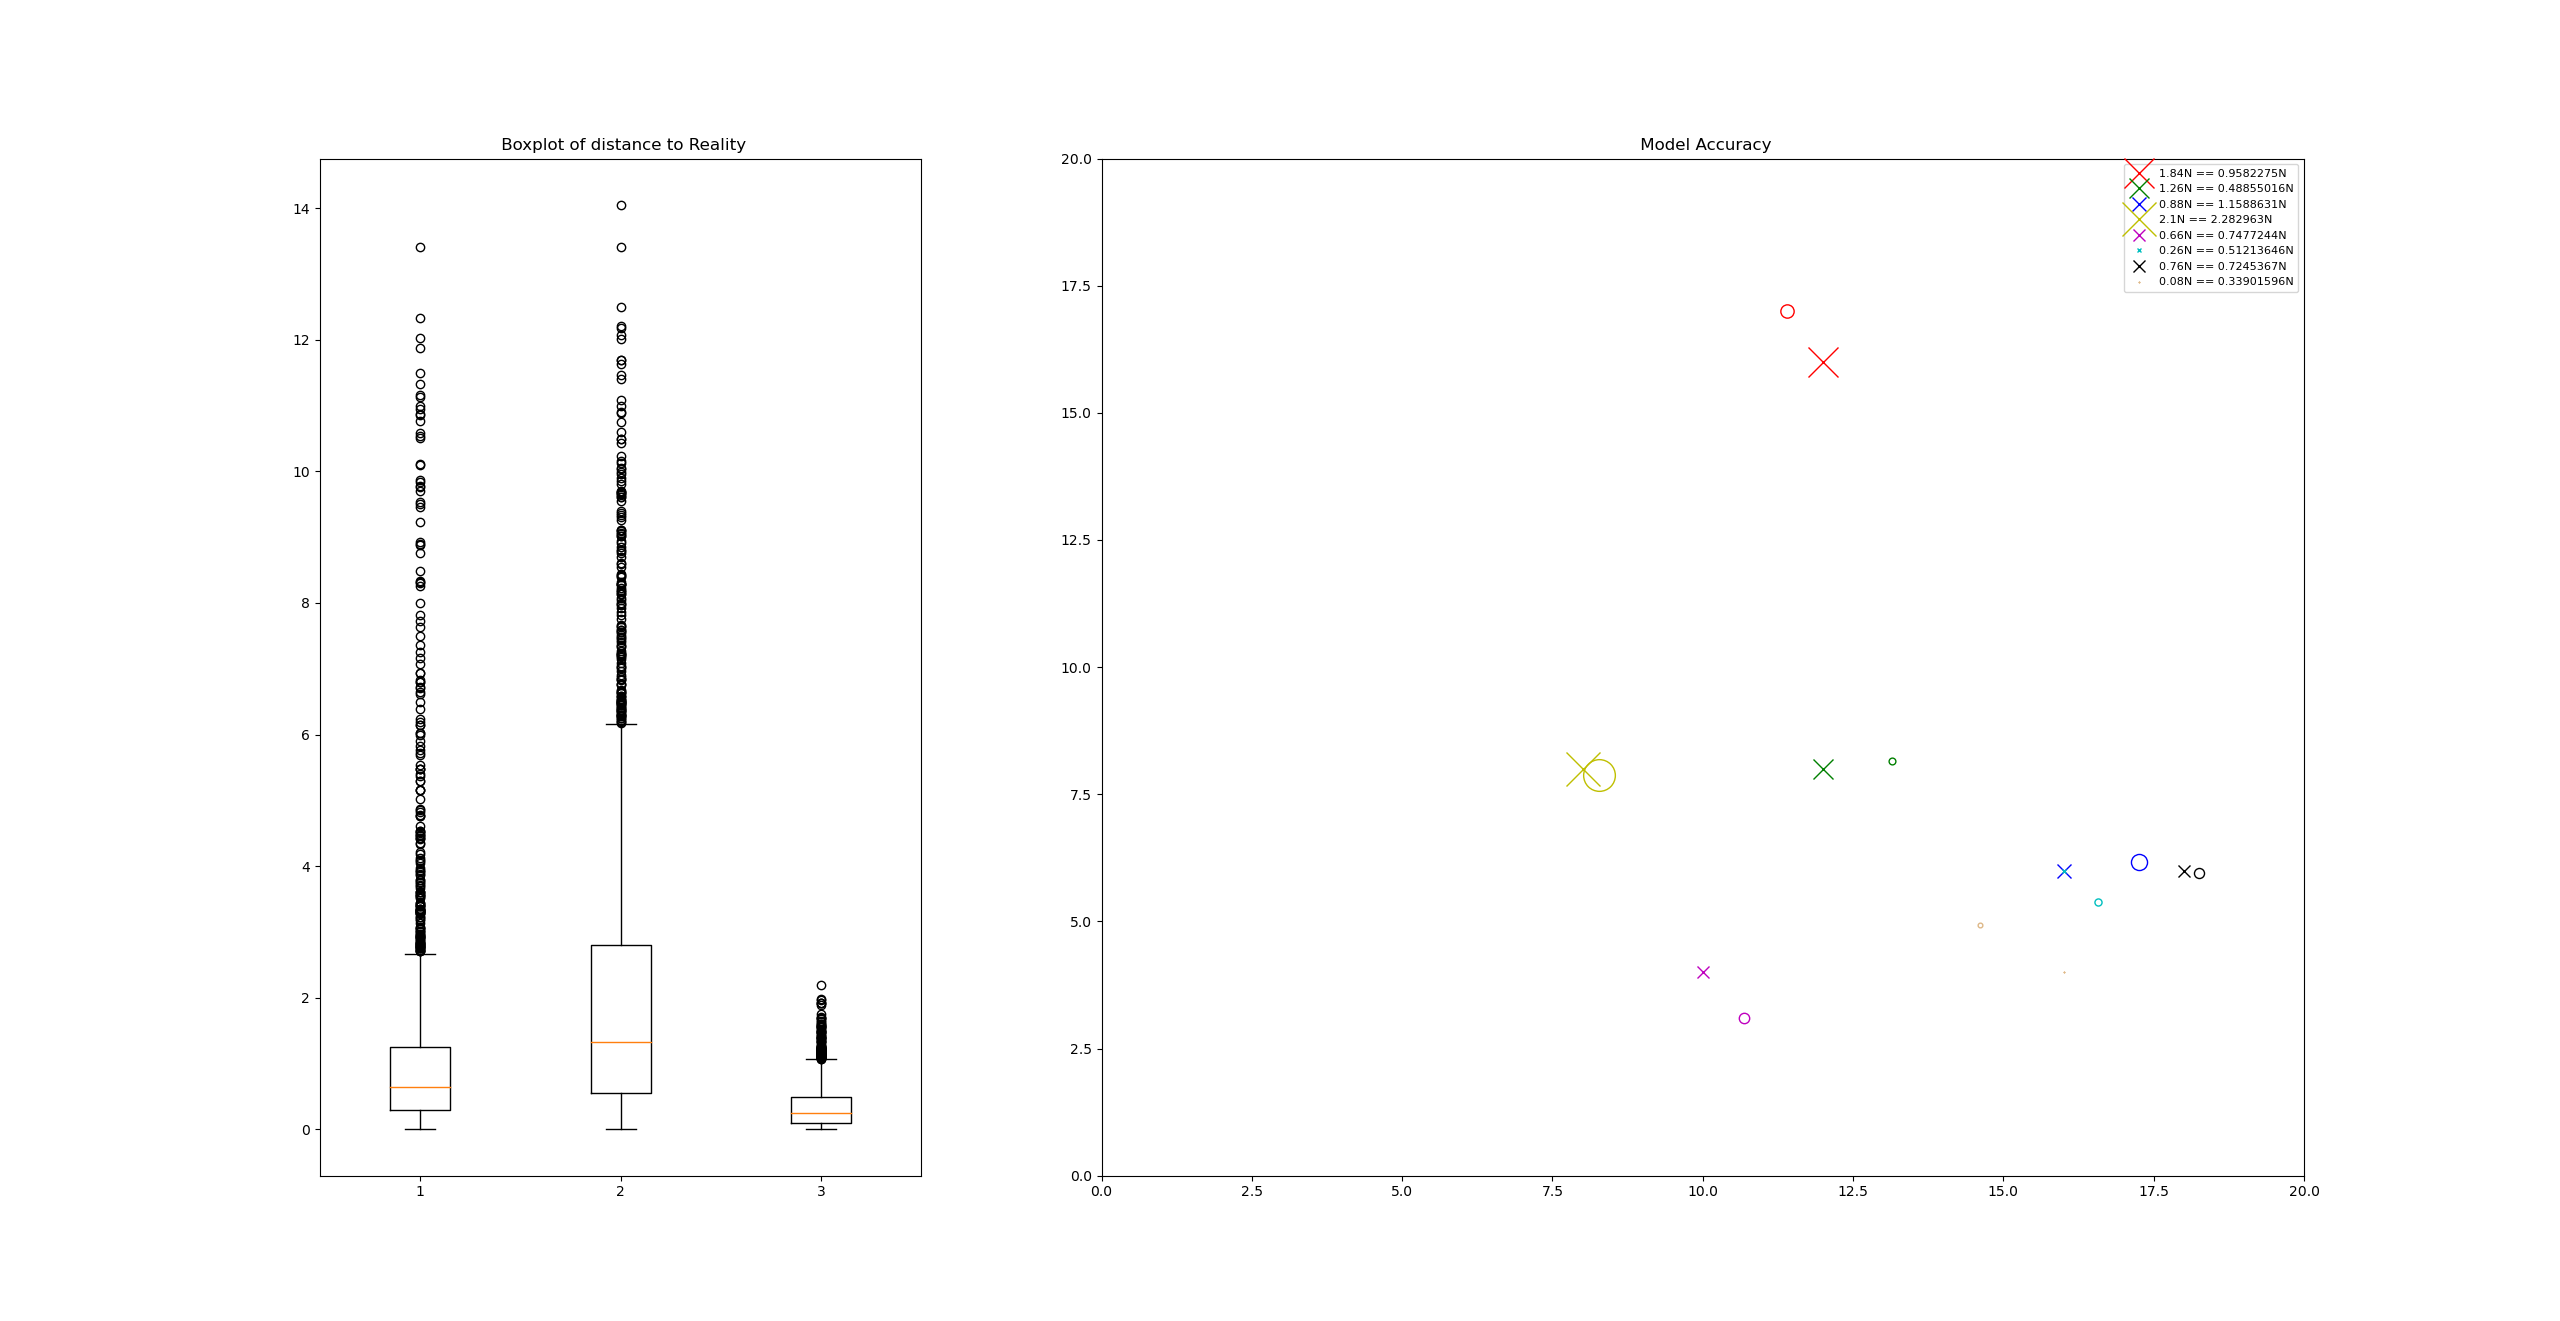 Boxplot of distance to Reality
14
12
10
8
6
4
2
0
1 2 3
Model Accuracy
20.0
17.5
15.0
12.5
10.0
7.5
5.0
2.5
0.0
0.0 2.5 5.0 7.5 10.0 12.5 15.0 17.5 20.0
1.84N == 0.9582275N
1.26N == 0.48855016N
0.88N == 1.1588631N
2.1N == 2.282963N
0.66N == 0.7477244N
0.26N == 0.51213646N
0.76N == 0.7245367N
0.08N == 0.33901596N